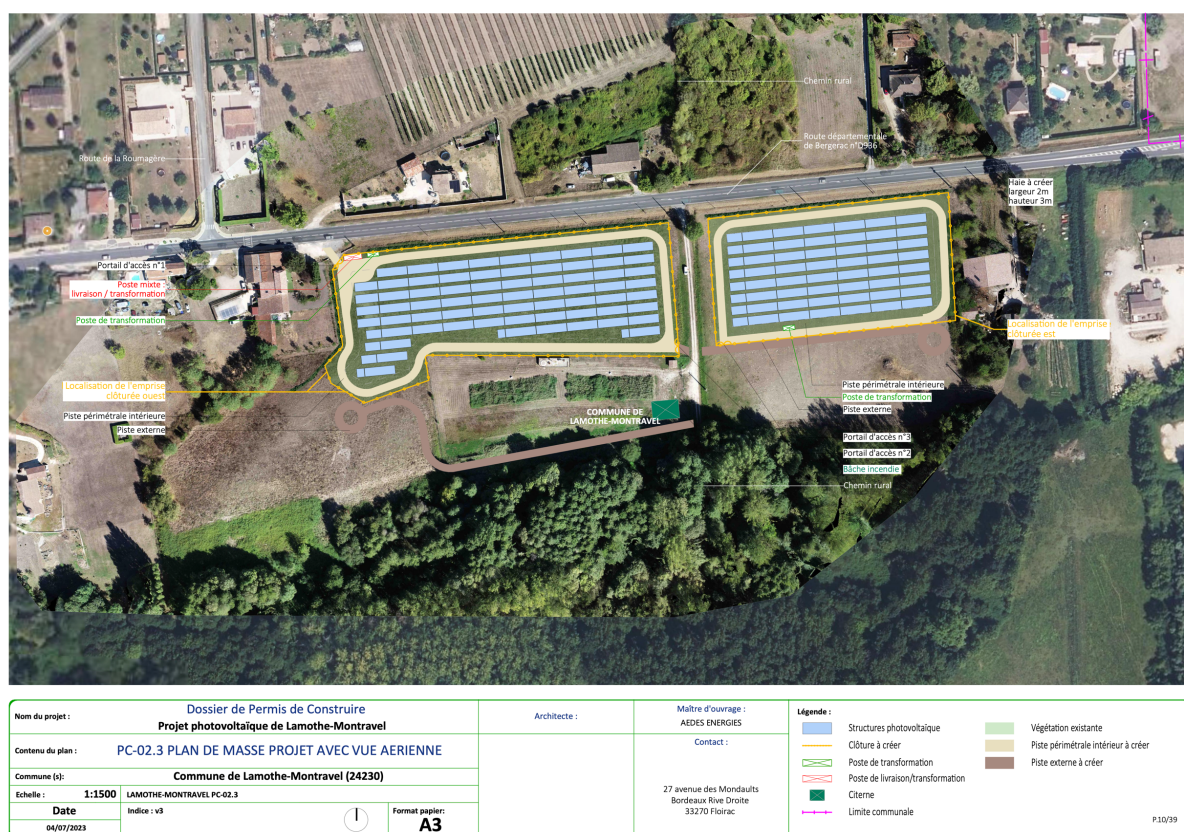 Chemin rural
Route départementale
de Bergerac n°D936
Route de la Roumagère
Haie à créer
largeur 2m
hauteur 3m
Portail d'accès n°1
Poste mixte :
livraison / transformation
Poste de transformation
Localisation de l'emprise
clôturée est
Localisation de l'emprise
clôturée ouest
Piste périmétrale intérieure
Piste externe
COMMUNE DE
LAMOTHE-MONTRAVEL
Piste périmétrale intérieure
Poste de transformation
Piste externe
Portail d'accès n°3
Portail d'accès n°2
Bâche incendie
Chemin rural
Nom du projet :
Dossier de Permis de Construire
Projet photovoltaïque de Lamothe-Montravel
Contenu du plan :
PC-02.3 PLAN DE MASSE PROJET AVEC VUE AERIENNE
Commune (s):
Commune de Lamothe-Montravel (24230)
Echelle :
1:1500
LAMOTHE-MONTRAVEL PC-02.3
Date
04/07/2023
Indice : v3
Format papier:
A3
Architecte :
Maître d'ouvrage :
AEDES ENERGIES
Contact :
27 avenue des Mondaults
Bordeaux Rive Droite
33270 Floirac
Légende :
Structures photovoltaïque
Clôture à créer
Poste de transformation
Poste de livraison/transformation
Citerne
Limite communale
Végétation existante
Piste périmétrale intérieur à créer
Piste externe à créer
P.10/39